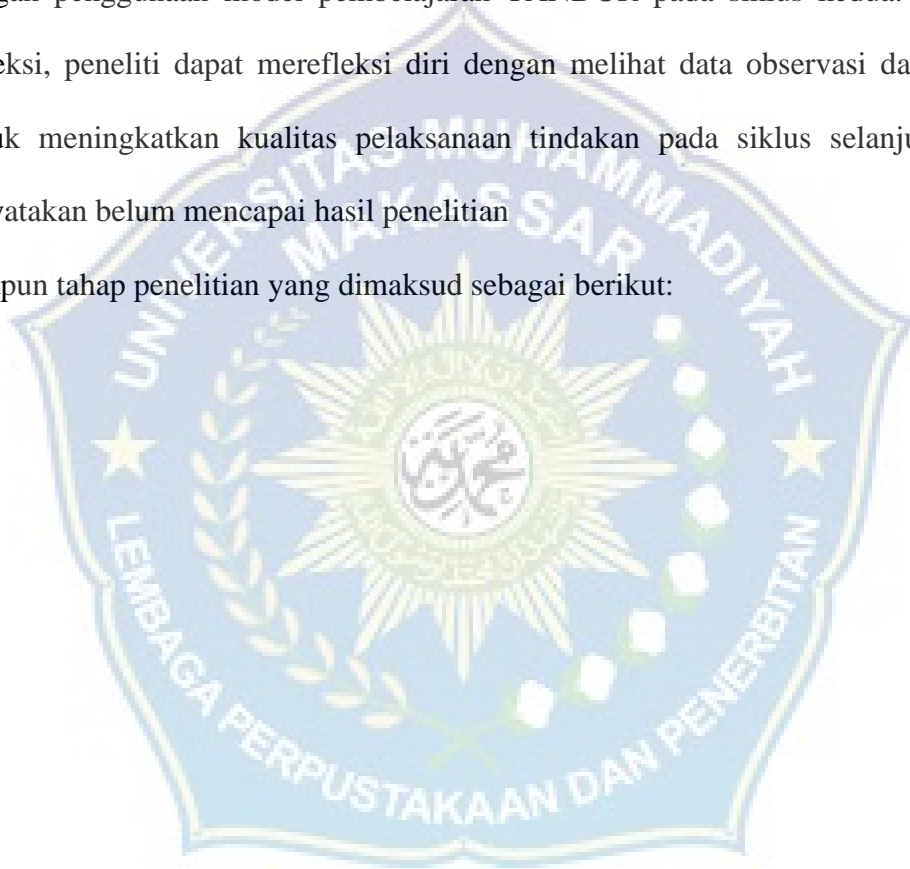 gan penggunaan model pembelajaran TANDUR pada siklus kedua.
eksi, peneliti dapat merefleksi diri dengan melihat data observasi da
uk meningkatkan kualitas pelaksanaan tindakan pada siklus selanju
yatakan belum mencapai hasil penelitian
pun tahap penelitian yang dimaksud sebagai berikut:
UNIVERSITAS MUHAMMADIYAH
MAKASSAR
LEMBAGA PERPUSTAKAAN DAN PENERBITAN